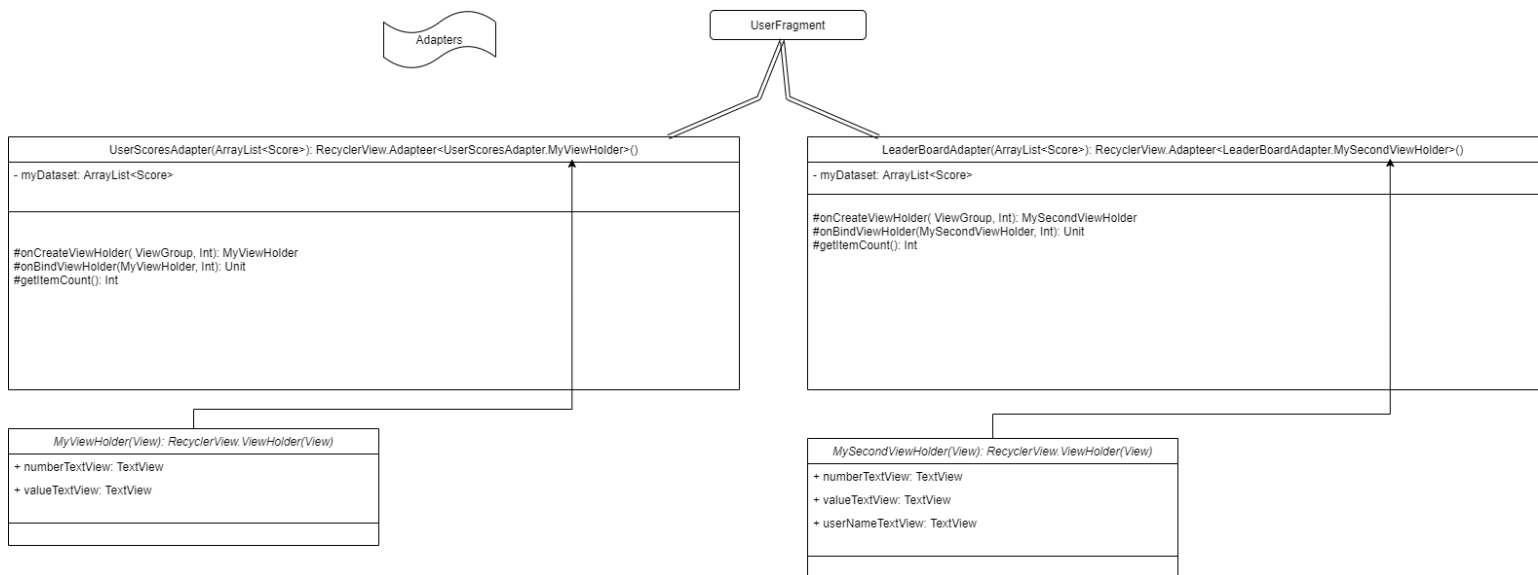 Adapters
UserFragment
UserScoresAdapter(ArrayList<Score>): RecyclerView.Adapteer<UserScoresAdapter.MyViewHolder>()
- myDataset: ArrayList<Score>
#onCreateViewHolder( ViewGroup, Int): MyViewHolder
#onBindViewHolder(MyViewHolder, Int): Unit
#getItemCount(): Int
LeaderBoardAdapter(ArrayList<Score>): RecyclerView.Adapteer<LeaderBoardAdapter.MySecondViewHolder>()
- myDataset: ArrayList<Score>
#onCreateViewHolder( ViewGroup, Int): MySecondViewHolder
#onBindViewHolder(MySecondViewHolder, Int): Unit
#getItemCount(): Int
MyViewHolder(View): RecyclerView.ViewHolder(View)
+ numberTextView: TextView
+ valueTextView: TextView
MySecondViewHolder(View): RecyclerView.ViewHolder(View)
+ numberTextView: TextView
+ valueTextView: TextView
+ userNameTextView: TextView